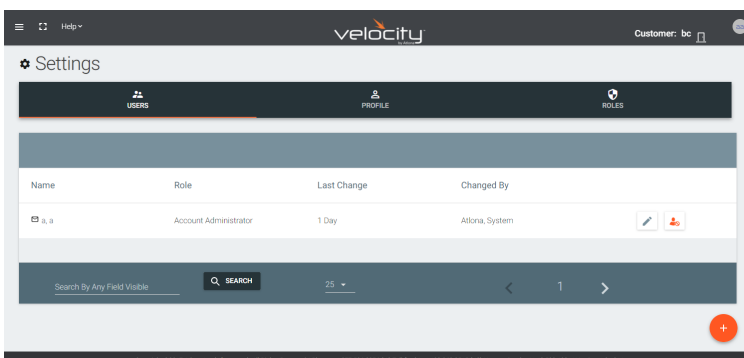 Help
velocity
by Atlona
Customer: bc
Settings
USERS
PROFILE
ROLES
Name Role Last Change Changed By
a, a Account Administrator 1 Day Atlona, System
Search By Any Field Visible SEARCH 25 1